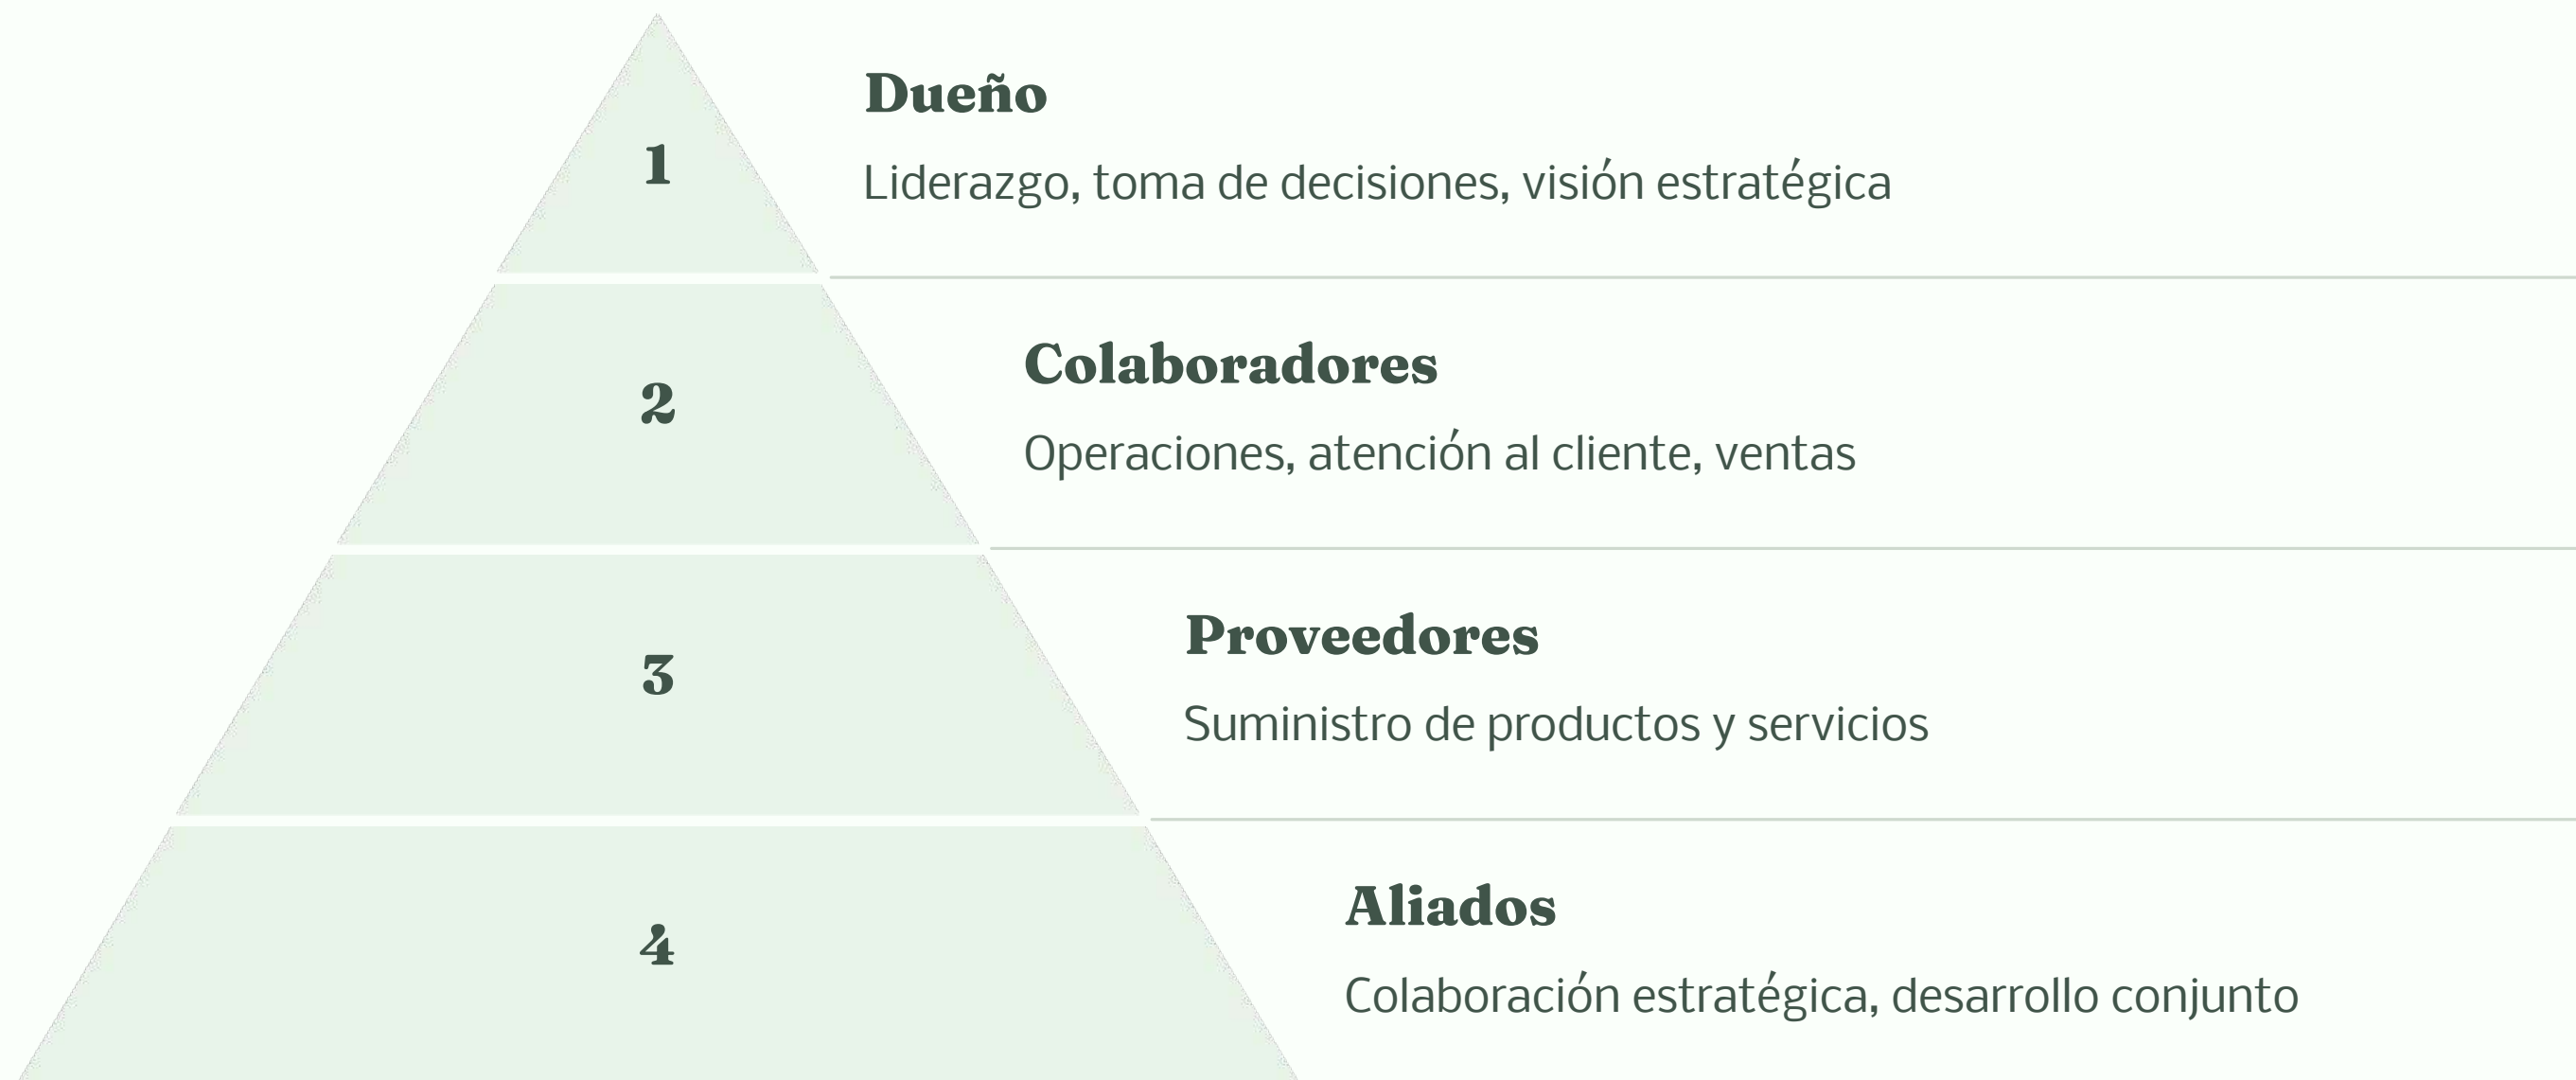 1
Dueño
Liderazgo, toma de decisiones, visión estratégica
2
Colaboradores
Operaciones, atención al cliente, ventas
3
Proveedores
Suministro de productos y servicios
4
Aliados
Colaboración estratégica, desarrollo conjunto